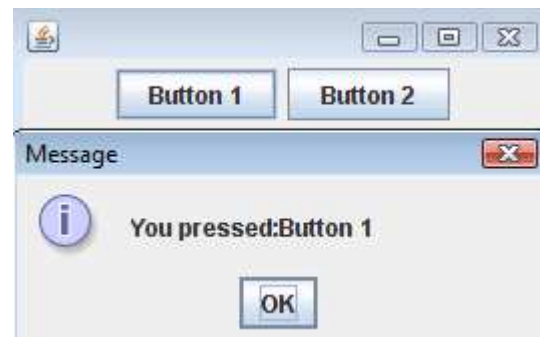 Button 1 Button 2
Message
i
You pressed:Button 1
OK